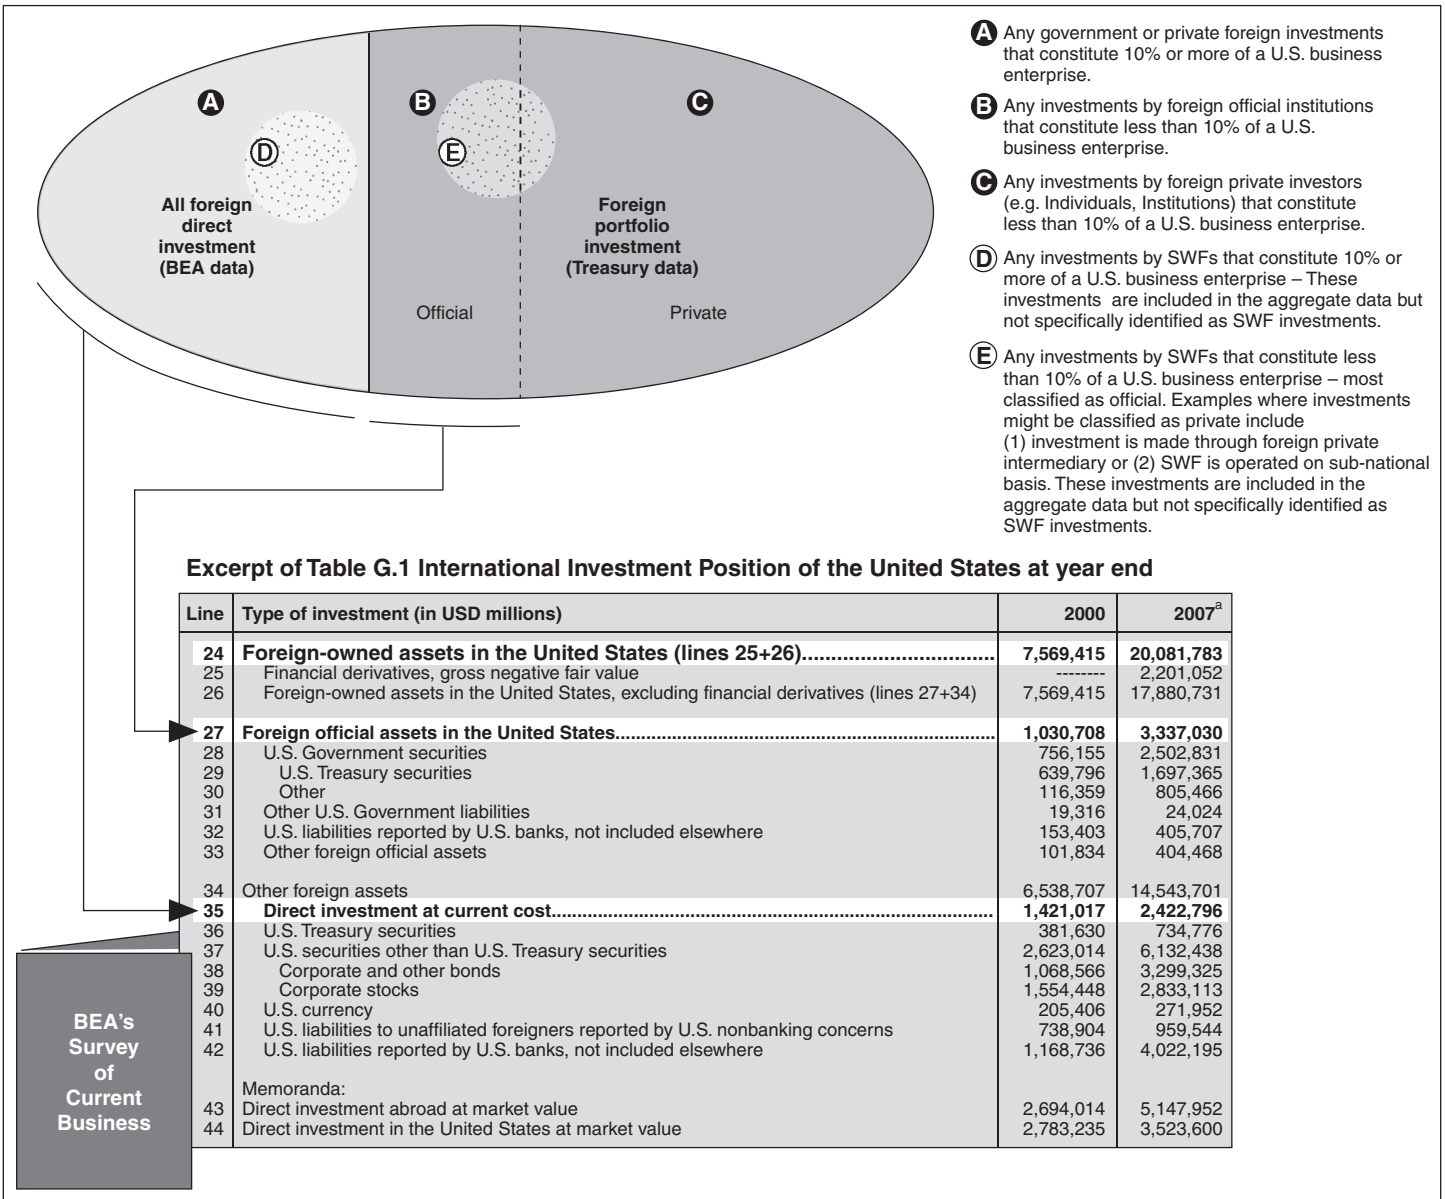 A
B
C
D
E
All foreign
direct
investment
(BEA data)
Foreign
portfolio
investment
(Treasury data)
Official
Private
A Any government or private foreign investments
that constitute 10% or more of a U.S. business
enterprise.
B Any investments by foreign official institutions
that constitute less than 10% of a U.S.
business enterprise.
C Any investments by foreign private investors
(e.g. Individuals, Institutions) that constitute
less than 10% of a U.S. business enterprise.
D Any investments by SWFs that constitute 10% or
more of a U.S. business enterprise – These
investments are included in the aggregate data but
not specifically identified as SWF investments.
E Any investments by SWFs that constitute less
than 10% of a U.S. business enterprise – most
classified as official. Examples where investments
might be classified as private include
(1) investment is made through foreign private
intermediary or (2) SWF is operated on sub-national
basis. These investments are included in the
aggregate data but not specifically identified as
SWF investments.
Excerpt of Table G.1 International Investment Position of the United States at year end
Line Type of investment (in USD millions) 2000 2007a
24 Foreign-owned assets in the United States (lines 25+26)................................. 7,569,415 20,081,783
25 Financial derivatives, gross negative fair value -------- 2,201,052
26 Foreign-owned assets in the United States, excluding financial derivatives (lines 27+34) 7,569,415 17,880,731
27 Foreign official assets in the United States.......................................................................... 1,030,708 3,337,030
28 U.S. Government securities 756,155 2,502,831
29 U.S. Treasury securities 639,796 1,697,365
30 Other 116,359 805,466
31 Other U.S. Government liabilities 19,316 24,024
32 U.S. liabilities reported by U.S. banks, not included elsewhere 153,403 405,707
33 Other foreign official assets 101,834 404,468
34 Other foreign assets 6,538,707 14,543,701
35 Direct investment at current cost...................................................................................... 1,421,017 2,422,796
36 U.S. Treasury securities 381,630 734,776
37 U.S. securities other than U.S. Treasury securities 2,623,014 6,132,438
38 Corporate and other bonds 1,068,566 3,299,325
39 Corporate stocks 1,554,448 2,833,113
40 U.S. currency 205,406 271,952
41 U.S. liabilities to unaffiliated foreigners reported by U.S. nonbanking concerns 738,904 959,544
42 U.S. liabilities reported by U.S. banks, not included elsewhere 1,168,736 4,022,195
Memoranda:
43 Direct investment abroad at market value 2,694,014 5,147,952
44 Direct investment in the United States at market value 2,783,235 3,523,600
BEA's
Survey
of
Current
Business